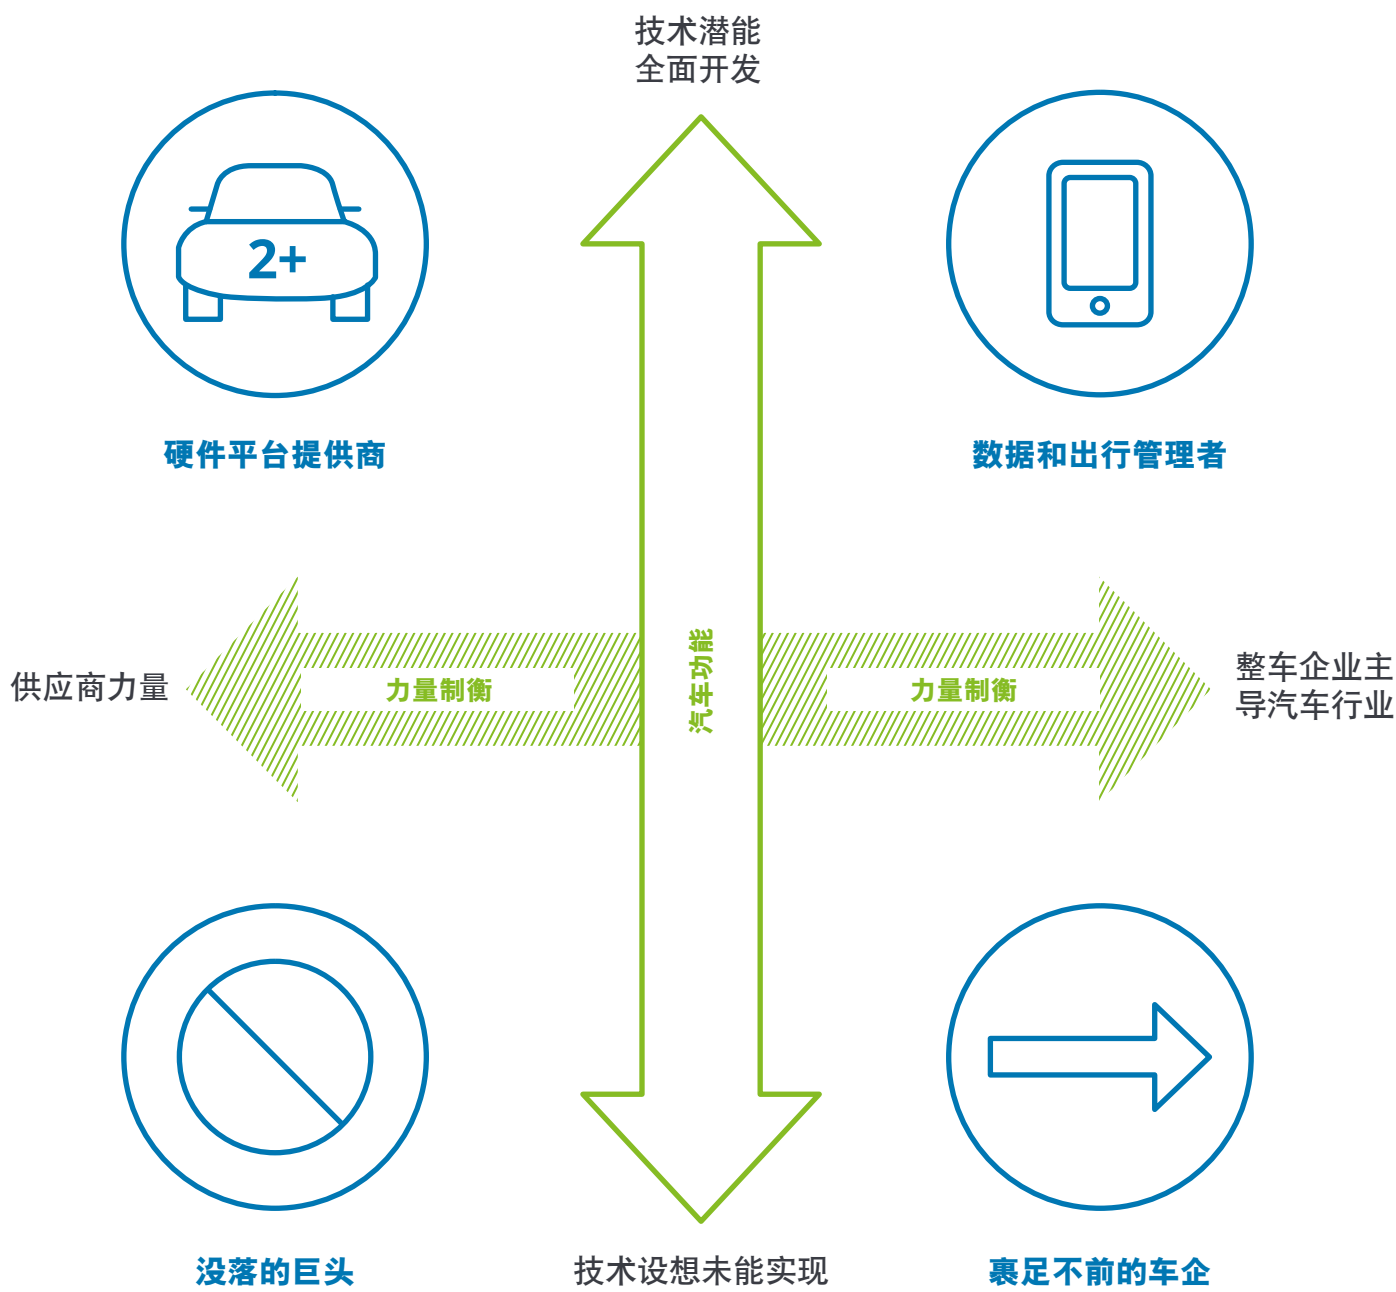 技术潜能
全面开发
2+
硬件平台提供商
数据和出行管理者
供应商力量
力量制衡
汽车功能
力量制衡
整车企业主
导汽车行业
没落的巨头
技术设想未能实现
裹足不前的车企